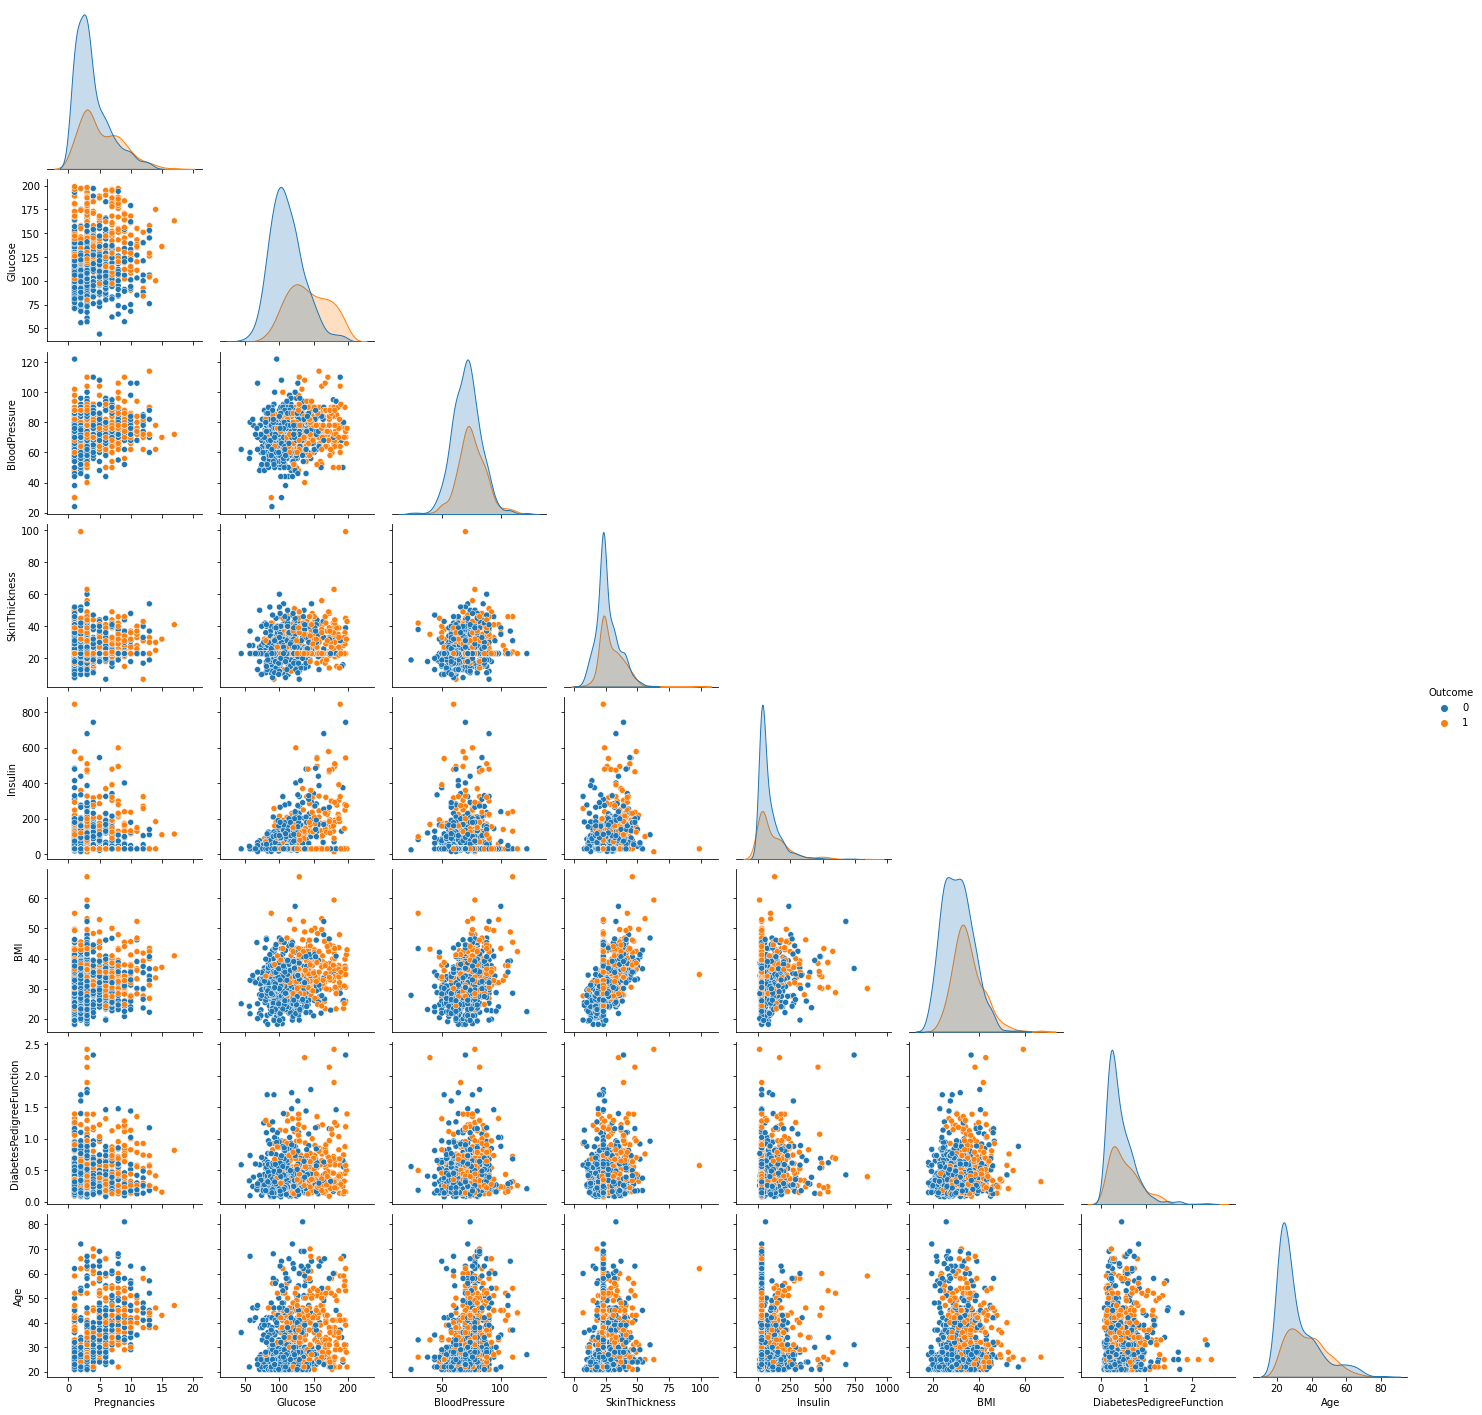 200
175
150
125
100
75
50
Glucose
120
100
80
60
40
20
BloodPressure
100
80
60
40
20
SkinThickness
800
600
400
200
0
Insulin
Outcome
0
1
60
50
40
30
20
BMI
2.5
2.0
1.5
1.0
0.5
0.0
DiabetesPedigreeFunction
80
70
60
50
40
30
20
Age
0 5 10 15 20
50 100 150 200
50 100
0 25 50 75 100
0 250 500 750 1000
20 40 60
0 1 2
20 40 60 80
Pregnancies Glucose BloodPressure SkinThickness Insulin BMI DiabetesPedigreeFunction Age